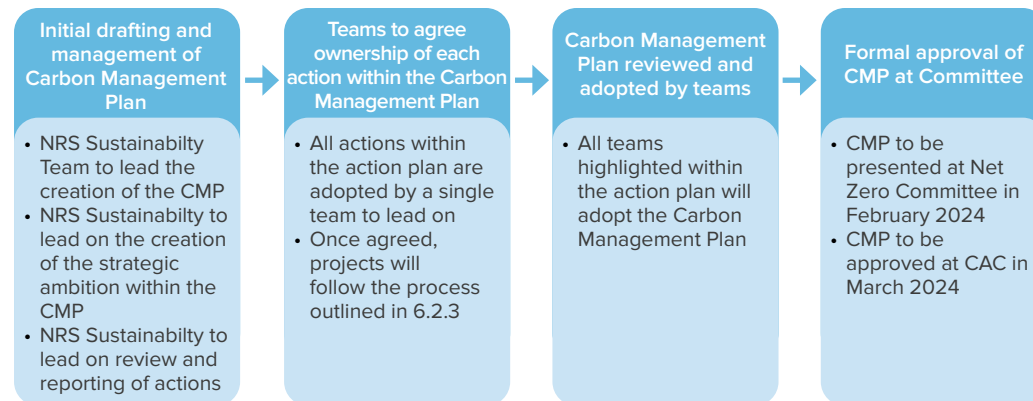 Initial drafting and
management of
Carbon Management
Plan
• NRS Sustainabilty
Team to lead the
creation of the CMP
• NRS Sustainabilty to
lead on the creation
of the strategic
ambition within the
CMP
• NRS Sustainabilty to
lead on review and
reporting of actions
Teams to agree
ownership of each
action within the Carbon
Management Plan
• All actions within
the action plan are
adopted by a single
team to lead on
• Once agreed,
projects will
follow the process
outlined in 6.2.3
Carbon Management
Plan reviewed and
adopted by teams
• All teams
highlighted within
the action plan will
adopt the Carbon
Management Plan
Formal approval of
CMP at Committee
• CMP to be
presented at Net
Zero Committee in
February 2024
• CMP to be
approved at CAC in
March 2024